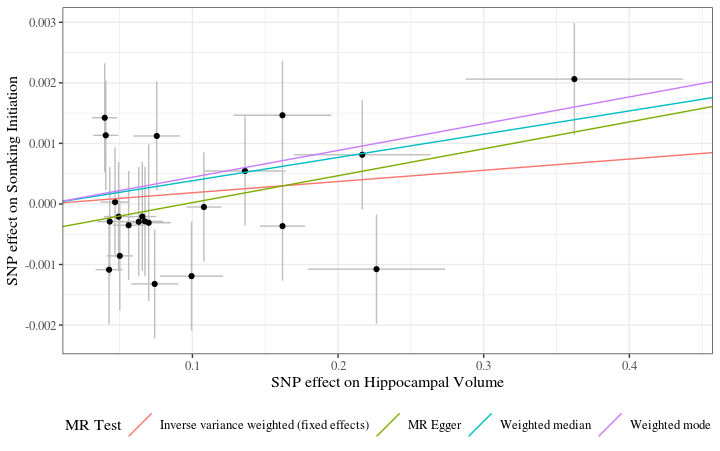 0.003
0.002
0.001
0.000
-0.001
-0.002
SNP effect on Somking Initiation
0.1 0.2 0.3 0.4
SNP effect on Hippocampal Volume
MR Test Inverse variance weighted (fixed effects) MR Egger Weighted median Weighted mode